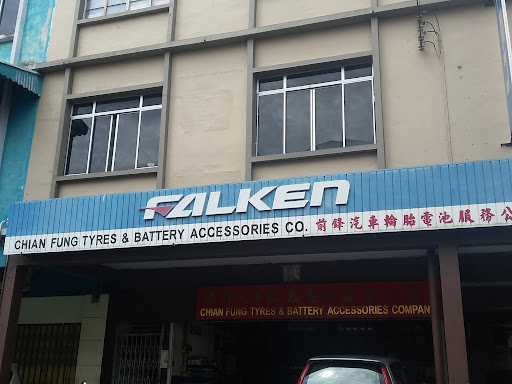 FALKEN
CHIAN FUNG TYRES & BATTERY ACCESSORIES CO. 前鋒汽車輪胎電池服務公
CHIAN FUNG TYRES & BATTERY ACCESSORIES COMPAN